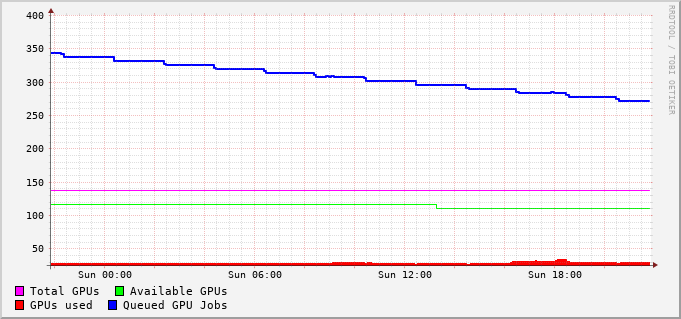 RRDTOOL / TOBI OETIKER
400
350
300
250
200
150
100
50
Sun 00:00 Sun 06:00 Sun 12:00 Sun 18:00
Total GPUs Available GPUs
GPUs used Queued GPU Jobs